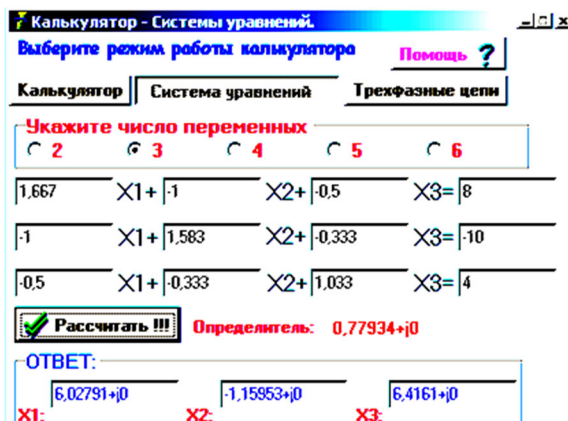 Калькулятор - Системы уравнений.
Выберите режим работы калькулятора Помощь ?
Калькулятор Система уравнений Трехфазные цепи
Укажите число переменных
2 3 4 5 6
1,667 X1+ -1 X2+ -0,5 X3= 8
-1 X1+ 1,583 X2+ -0,333 X3= -10
-0,5 X1+ -0,333 X2+ 1,033 X3= 4
Рассчитать !!! Определитель: 0,77934+j0
ОТВЕТ:
X1: 6,02791+j0 X2: -1,15953+j0 X3: 6,4161+j0